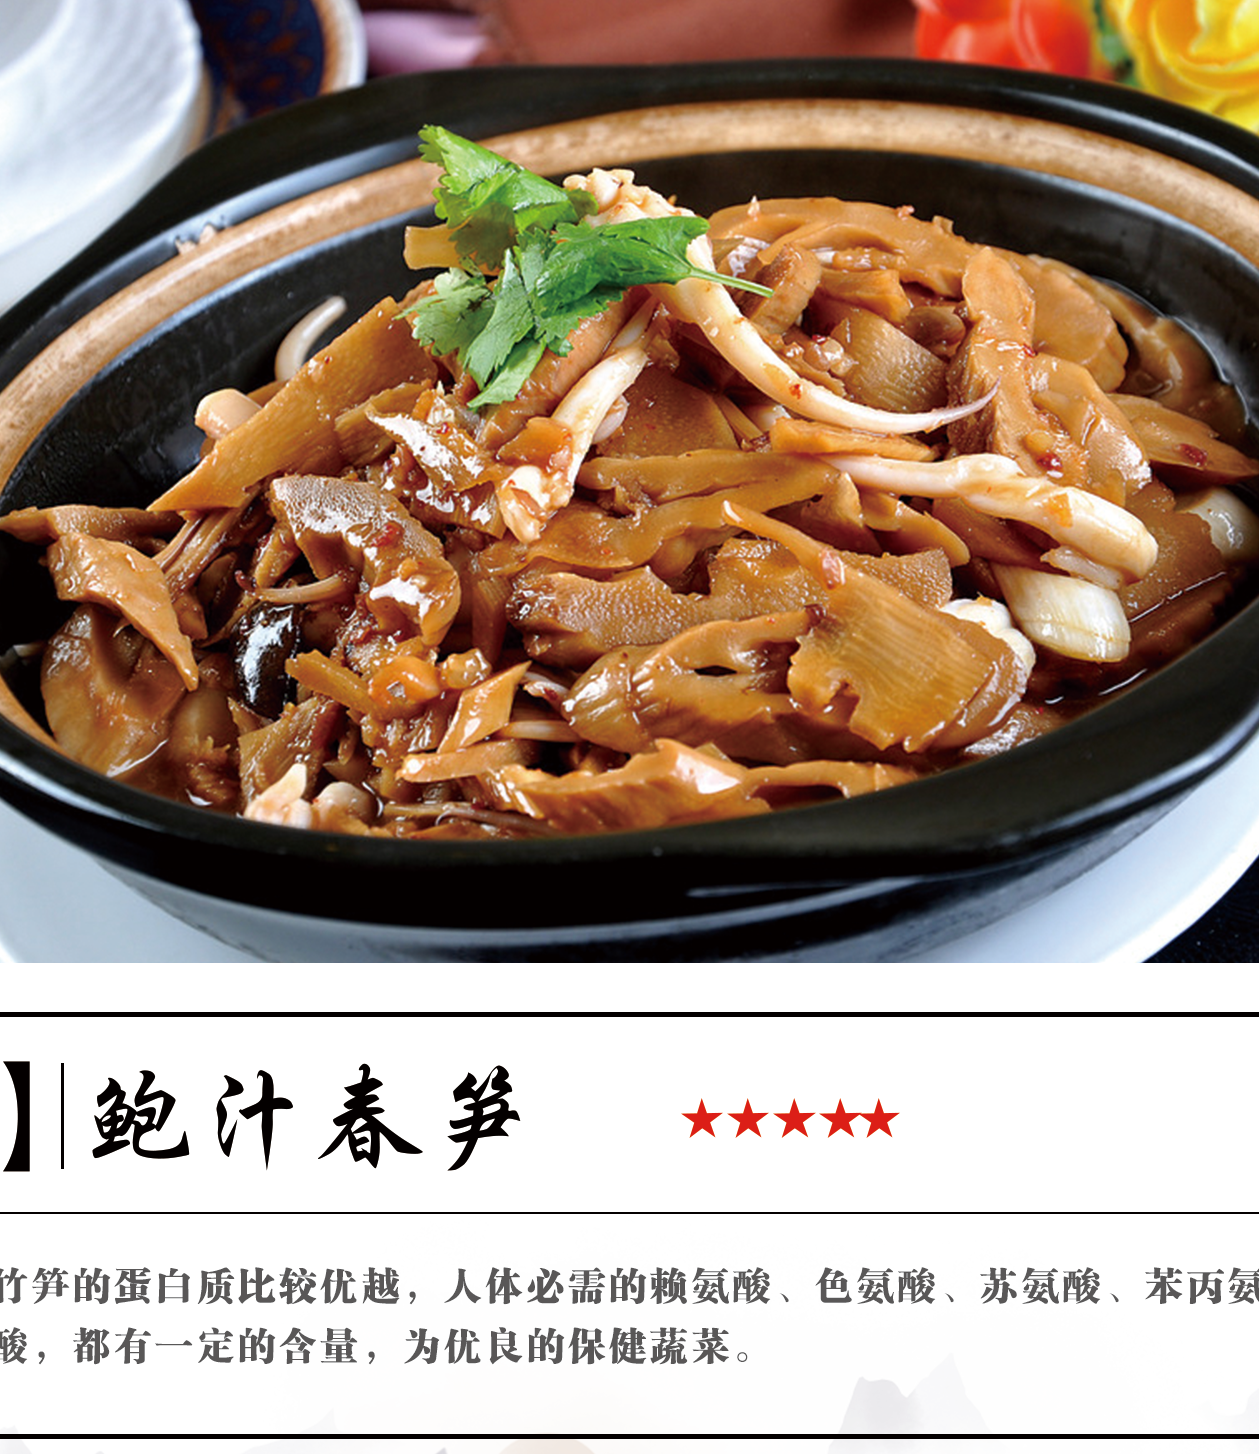 】|鲍汁春笋 ★★★★★
竹笋的蛋白质比较优越，人体必需的赖氨酸、色氨酸、苏氨酸、苯丙氨
酸，都有一定的含量，为优良的保健蔬菜。